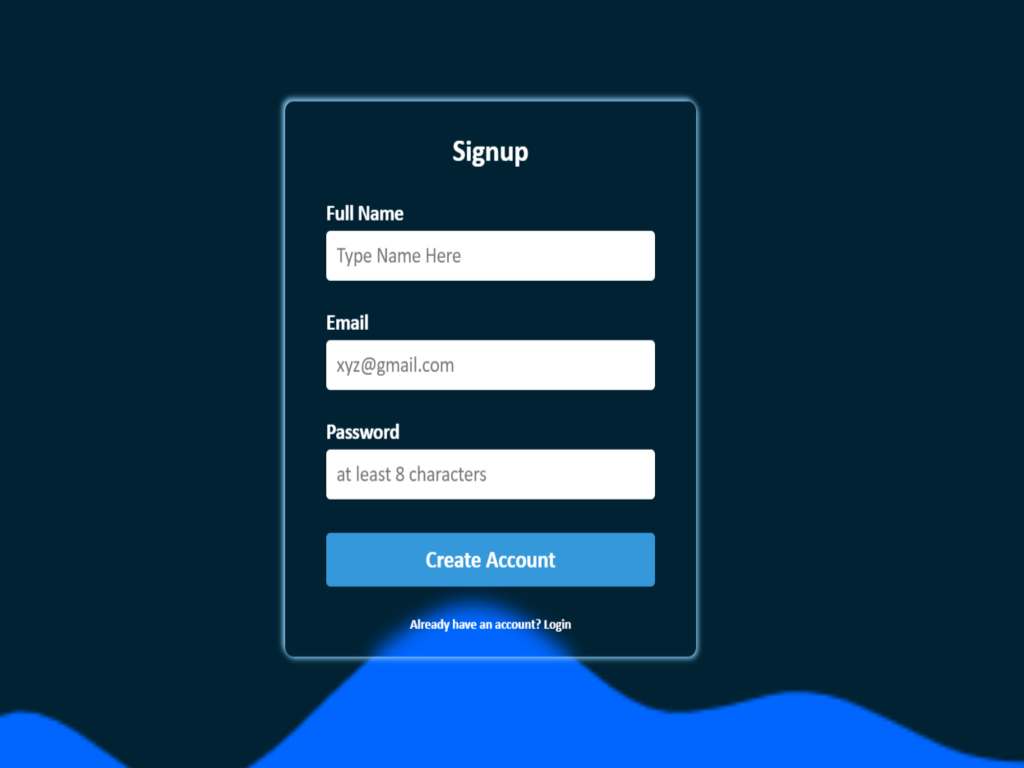 Signup
Full Name
Type Name Here
Email
xyz@gmail.com
Password
at least 8 characters
Create Account
Already have an account? Login